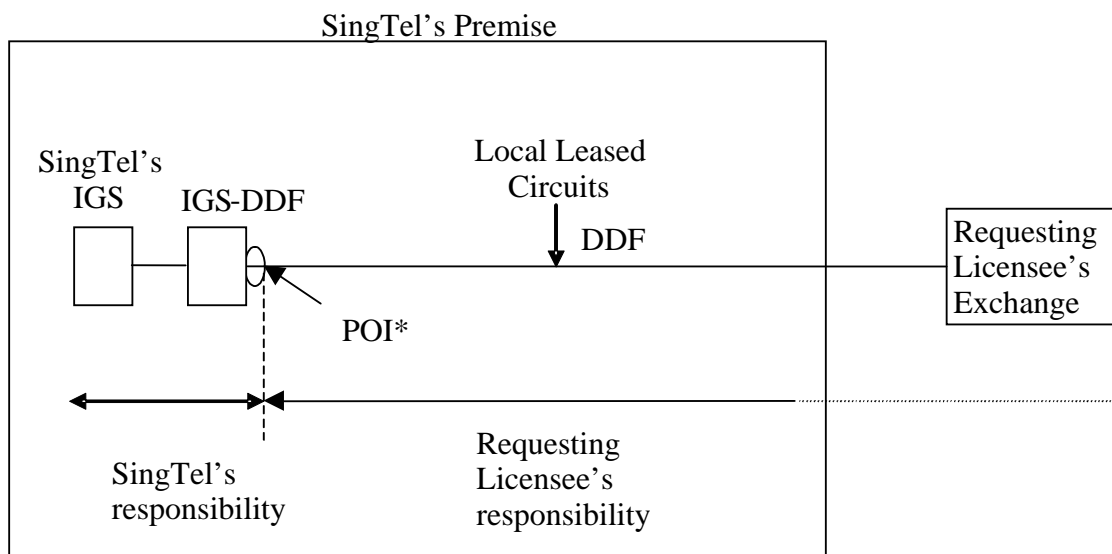 SingTel's Premise
SingTel's
IGS
IGS-DDF
Local Leased
Circuits
DDF
POI*
Requesting
Licensee's
Exchange
SingTel's
responsibility
Requesting
Licensee's
responsibility